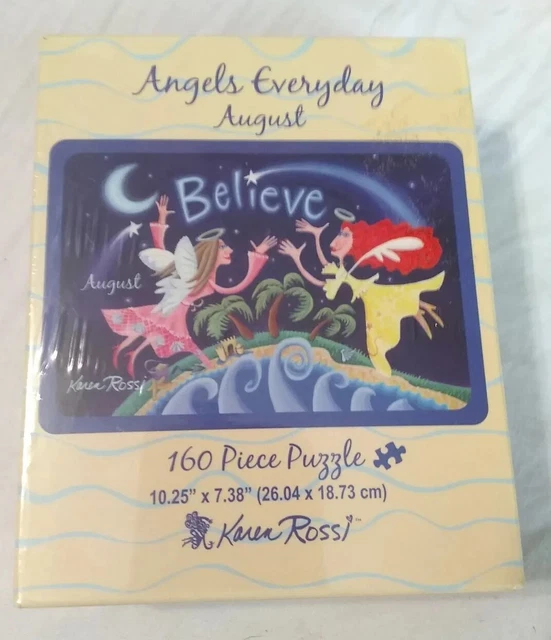 Angels Everyday
August
Believe
August
Karen Rossi
160 Piece Puzzle
10.25" x 7.38" (26.04 x 18.73 cm)
Karen Rossi™